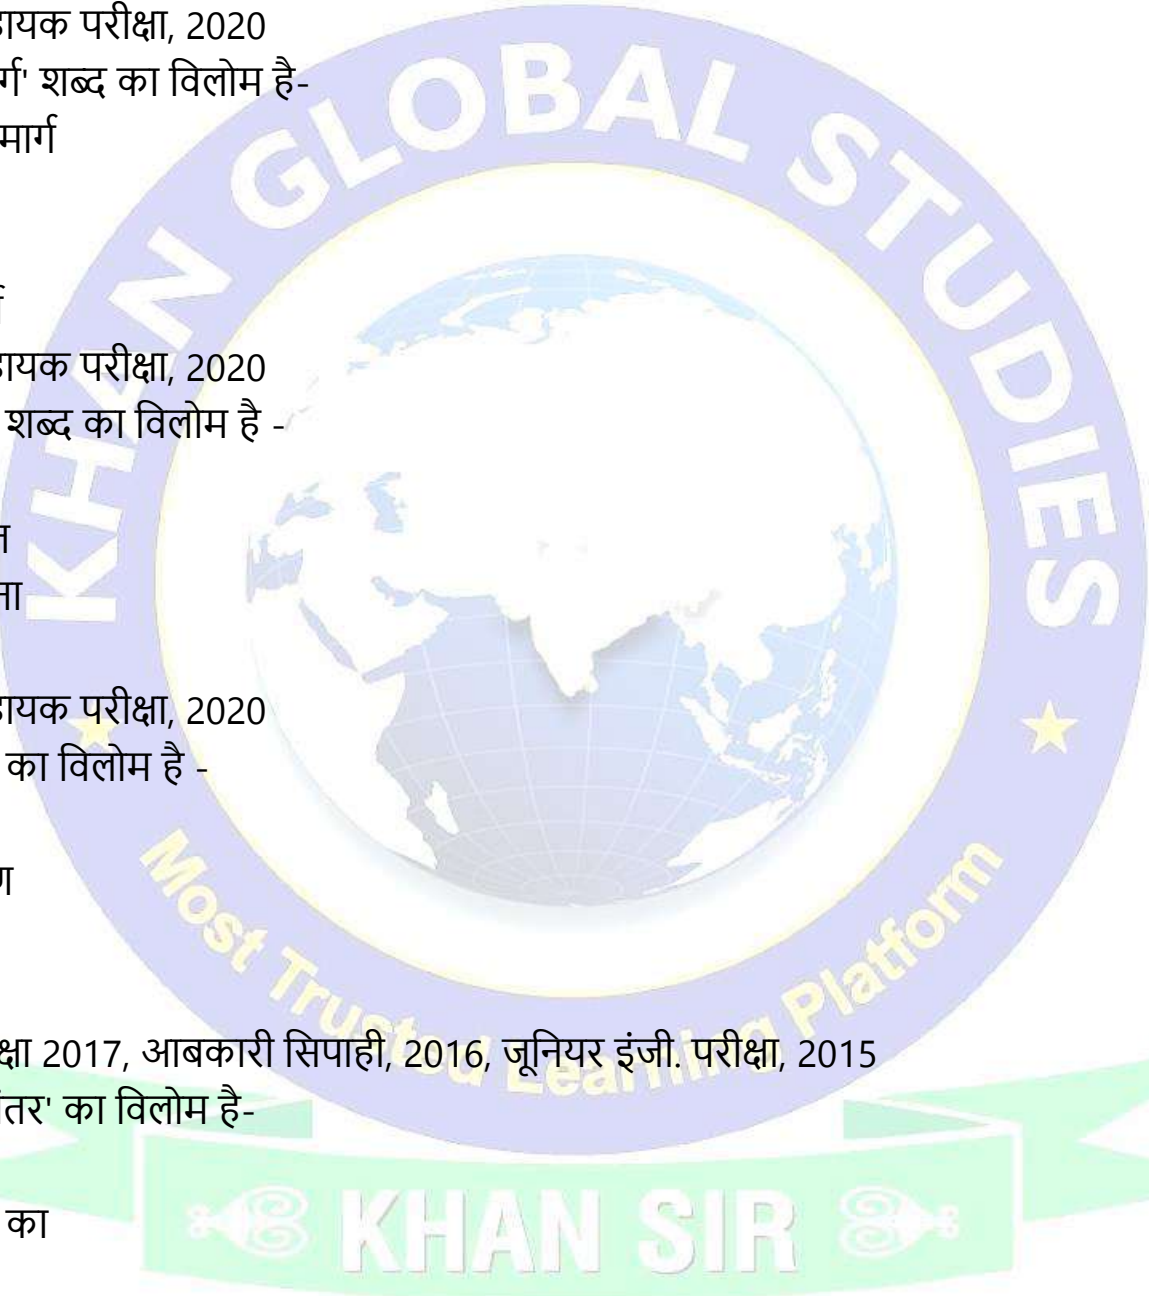 हायक परीक्षा, 2020
र्ग' शब्द का विलोम है-
मार्ग
हायक परीक्षा, 2020
शब्द का विलोम है -
हायक परीक्षा, 2020
का विलोम है -
ण
क्षा 2017, आबकारी सिपाही, 2016, जूनियर इंजी. परीक्षा, 2015
ंतर' का विलोम है-
का
KHAN GLOBAL STUDIES
Most Trusted Learning Platform
KHAN SIR